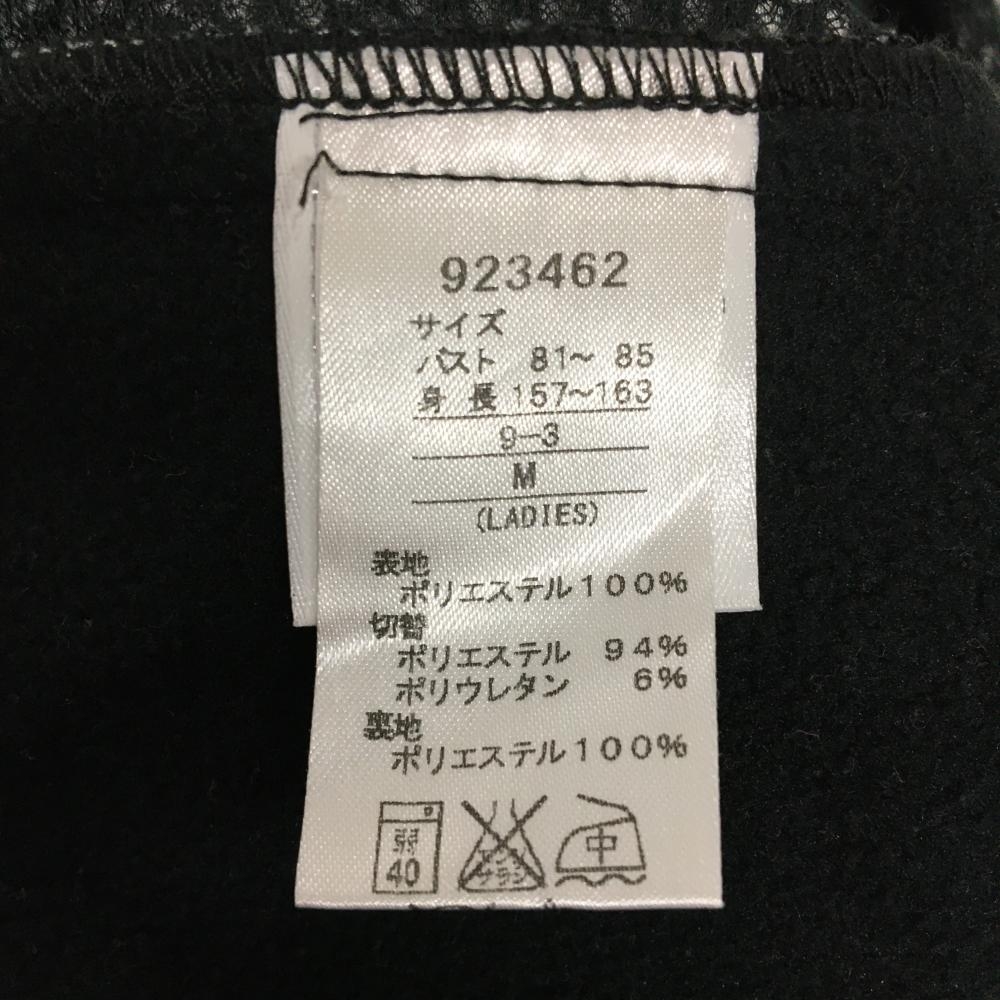 923462
サイズ
バスト 81～ 85
身 長 157～163
9-3
M
(LADIES)
表地
ポリエステル100%
切替
ポリエステル 94%
ポリウレタン 6%
裏地
ポリエステル100%
弱 中
40 サラシ